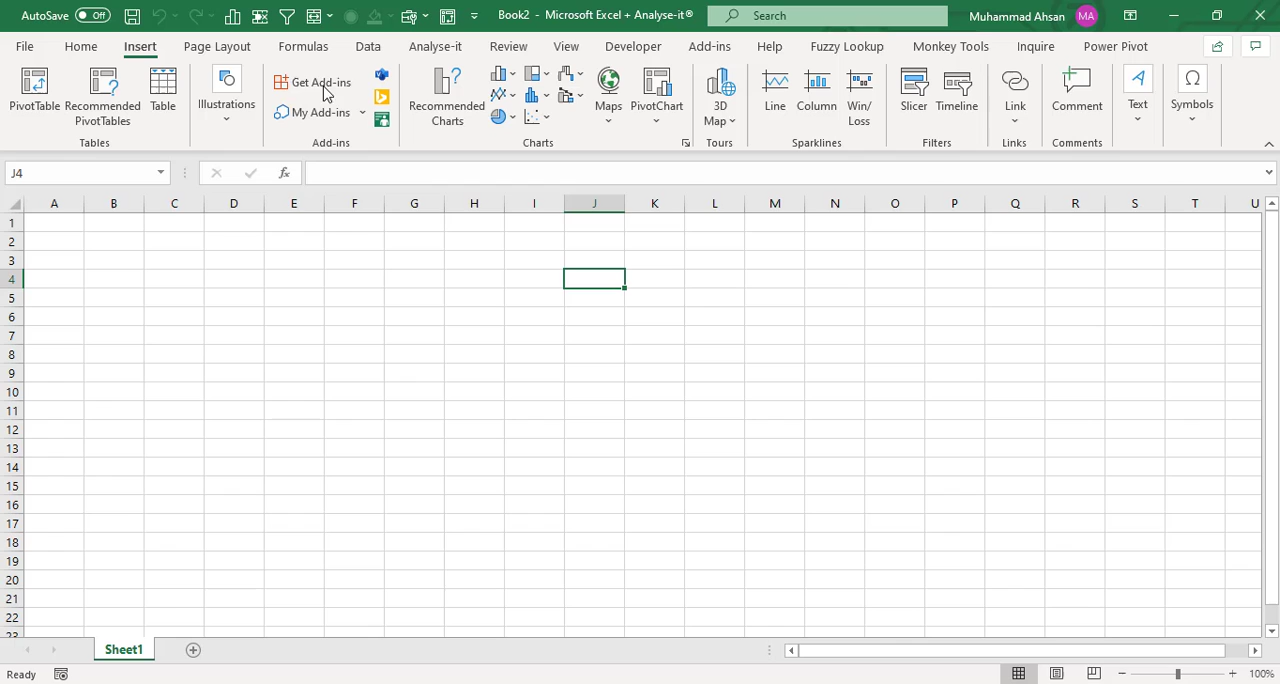 AutoSave Off Book2 - Microsoft Excel + Analyse-it® Search Muhammad Ahsan MA
File Home Insert Page Layout Formulas Data Analyse-it Review View Developer Add-ins Help Fuzzy Lookup Monkey Tools Inquire Power Pivot
PivotTable
Recommended
PivotTables
Table
Tables
Illustrations
Get Add-ins
My Add-ins
Add-ins
Recommended
Charts
Maps
PivotChart
Charts
3D
Map
Tours
Line
Column
Win/
Loss
Sparklines
Slicer
Timeline
Filters
Link
Links
Comment
Comments
Text
Symbols
J4 fx
A B C D E F G H I J K L M N O P Q R S T U
1
2
3
4
5
6
7
8
9
10
11
12
13
14
15
16
17
18
19
20
21
22
23
Sheet1
Ready 100%